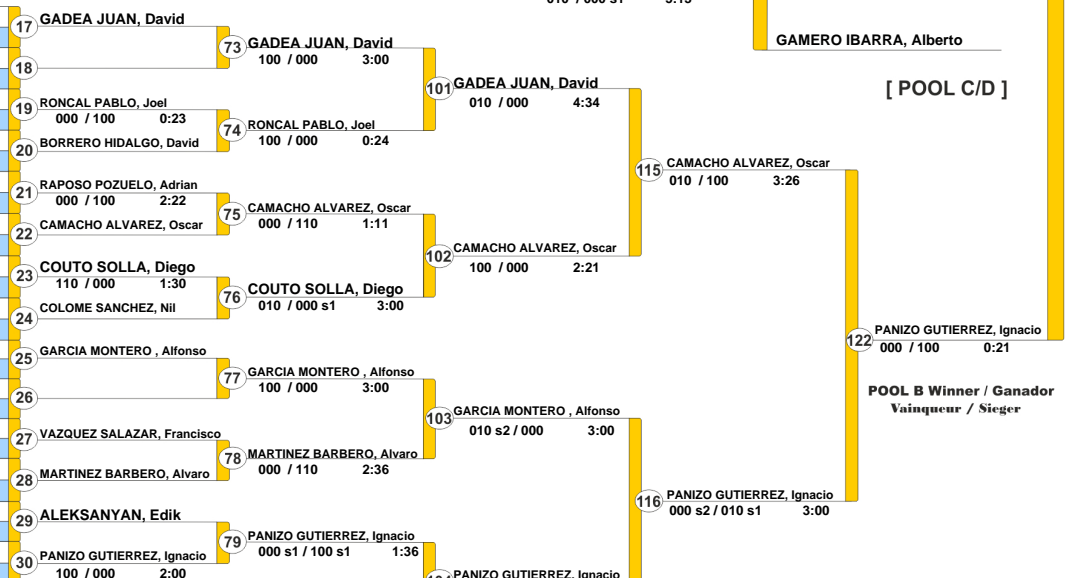 17 GADEA JUAN, David
18
19 RONCAL PABLO, Joel
000 / 100 0:23
20 BORRERO HIDALGO, David
21 RAPOSO POZUELO, Adrian
000 / 100 2:22
22 CAMACHO ALVAREZ, Oscar
23 COUTO SOLLA, Diego
110 / 000 1:30
24 COLOME SANCHEZ, Nil
25 GARCIA MONTERO , Alfonso
26
27 VAZQUEZ SALAZAR, Francisco
28 MARTINEZ BARBERO, Alvaro
29 ALEKSANYAN, Edik
30 PANIZO GUTIERREZ, Ignacio
100 / 000 2:00
73 GADEA JUAN, David
100 / 000 3:00
74 RONCAL PABLO, Joel
100 / 000 0:24
75 CAMACHO ALVAREZ, Oscar
000 / 110 1:11
76 COUTO SOLLA, Diego
010 / 000 s1 3:00
77 GARCIA MONTERO , Alfonso
100 / 000 3:00
78 MARTINEZ BARBERO, Alvaro
000 / 110 2:36
79 PANIZO GUTIERREZ, Ignacio
000 s1 / 100 s1 1:36
101 GADEA JUAN, David
010 / 000 4:34
102 CAMACHO ALVAREZ, Oscar
100 / 000 2:21
103 GARCIA MONTERO , Alfonso
010 s2 / 000 3:00
PANIZO GUTIERREZ, Ignacio
115 CAMACHO ALVAREZ, Oscar
010 / 100 3:26
116 PANIZO GUTIERREZ, Ignacio
000 s2 / 010 s1 3:00
GAMERO IBARRA, Alberto
[ POOL C/D ]
122 PANIZO GUTIERREZ, Ignacio
000 / 100 0:21
POOL B Winner / Ganador
Vainqueur / Sieger